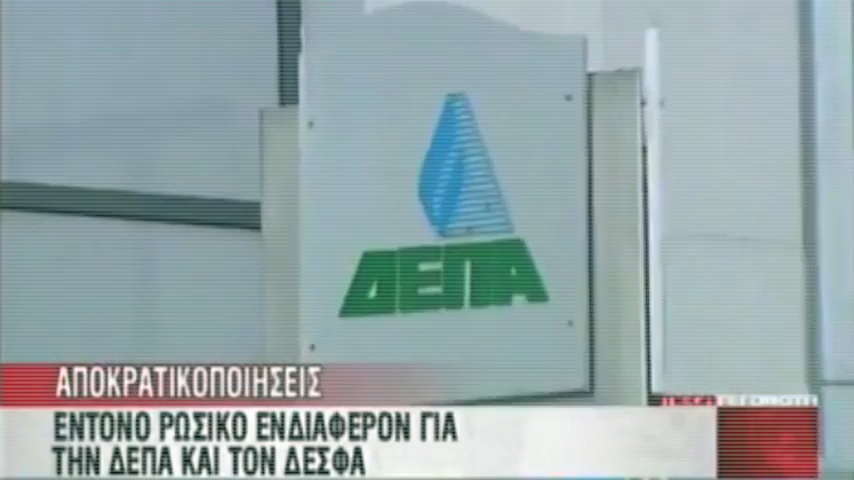 ΔΕΠΑ
ΑΠΟΚΡΑΤΙΚΟΠΟΙΗΣΕΙΣ
ΕΝΤΟΝΟ ΡΩΣΙΚΟ ΕΝΔΙΑΦΕΡΟΝ ΓΙΑ
ΤΗΝ ΔΕΠΑ ΚΑΙ ΤΟΝ ΔΕΣΦΑ